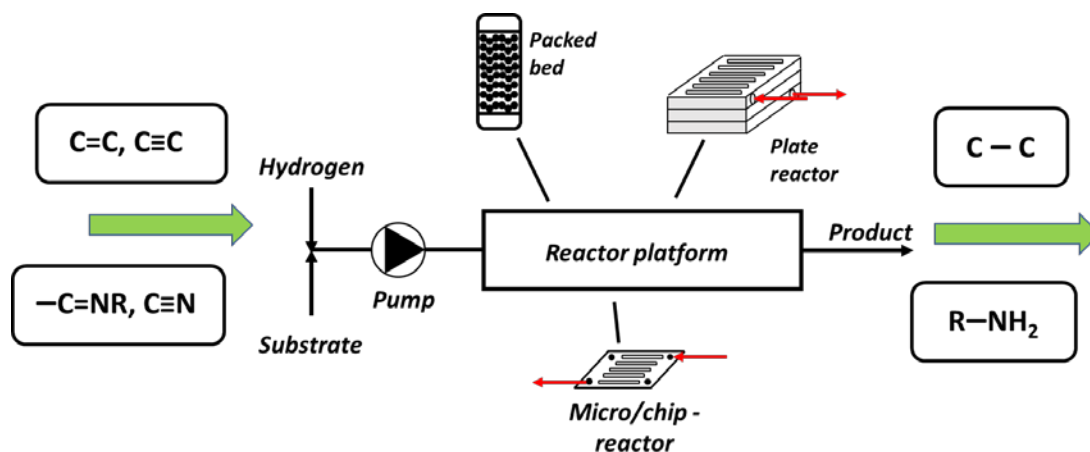 C=C, C≡C
–C=NR, C≡N
Hydrogen
Substrate
Pump
Packed
bed
Reactor platform
Plate
reactor
Micro/chip -
reactor
Product
C – C
R–NH₂